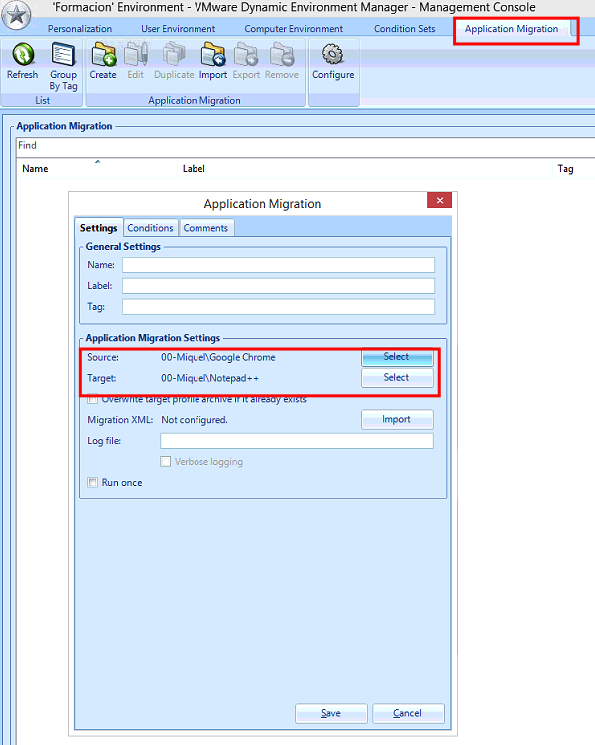 'Formacion' Environment - VMware Dynamic Environment Manager - Management Console
Personalization User Environment Computer Environment Condition Sets Application Migration
Refresh Group By Tag Create Edit Duplicate Import Export Remove Configure
List Application Migration
Application Migration
Find
Name Label Tag
Application Migration
Settings Conditions Comments
General Settings
Name:
Label:
Tag:
Application Migration Settings
Source: 00-Miquel\Google Chrome Select
Target: 00-Miquel\Notepad++ Select
Overwrite target profile archive if it already exists
Migration XML: Not configured. Import
Log file:
Verbose logging
Run once
Save Cancel